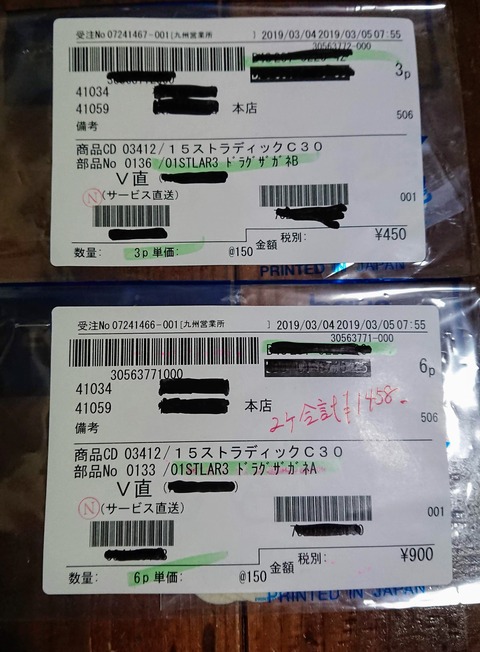 受注No 07241467-001 [九州営業所 ] 2019/03/04 2019/03/05 07:55
30563772-000
3p
41034
41059 本店
506
備考
商品CD 03412/15ストラディックC30
部品No 0136 /01STLAR3 ﾄﾞﾗｸﾞｻﾞｶﾞﾈB
V直 ( )
001
Ⓝ(サービス直送)
数量: 3p 単価: @150 金額 税別: ¥450
PRINTED IN JAPAN
受注No 07241466-001 [九州営業所 ] 2019/03/04 2019/03/05 07:55
30563771-000
30563771000
6p
41034
41059 本店
2ケ合計¥1458-
506
備考
商品CD 03412/15ストラディックC30
部品No 0133 /01STLAR3 ﾄﾞﾗｸﾞｻﾞｶﾞﾈA
V直 ( )
Ⓝ(サービス直送)
001
数量: 6p 単価: @150 金額 税別: ¥900
PRINTED IN JAPAN